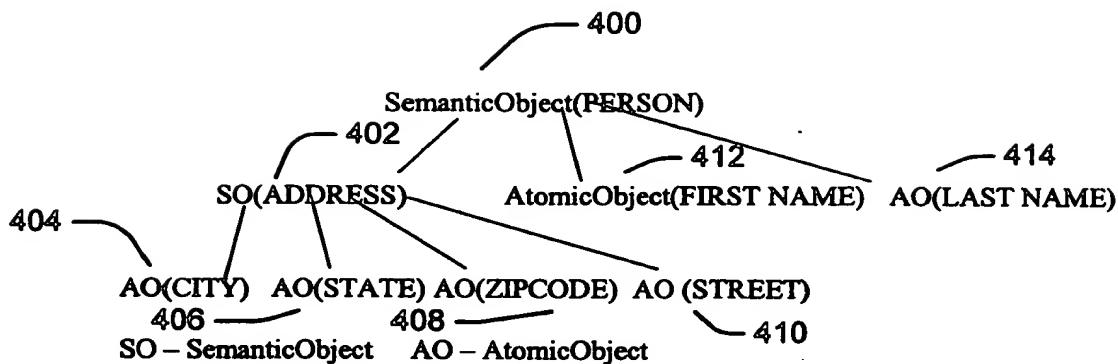 400
SemanticObject(PERSON)
402
412
414
SO(ADDRESS)
AtomicObject(FIRST NAME)
AO(LAST NAME)
404
AO(CITY)
AO(STATE)
AO(ZIPCODE)
AO (STREET)
406
408
410
SO – SemanticObject
AO – AtomicObject